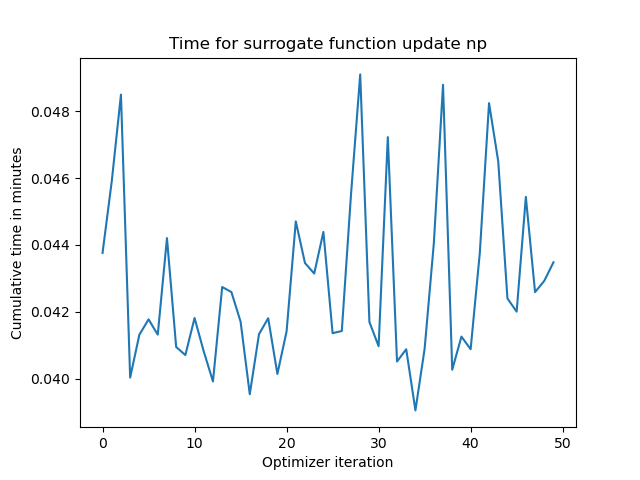 Time for surrogate function update np
Cumulative time in minutes
0.048
0.046
0.044
0.042
0.040
0 10 20 30 40 50
Optimizer iteration